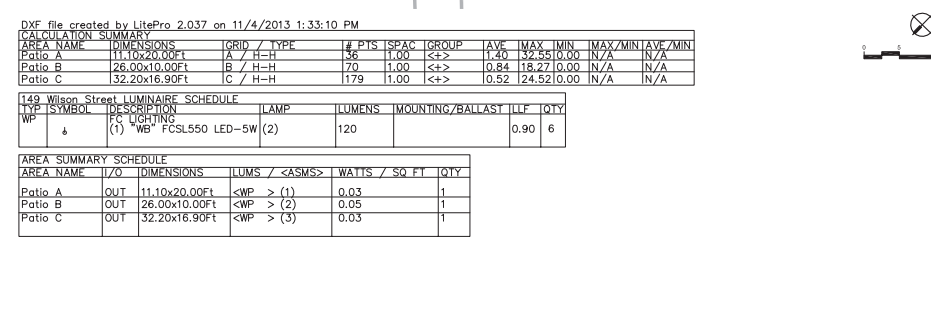 DXF file created by LitePro 2.037 on 11/4/2013 1:33:10 PM
CALCULATION SUMMARY
AREA NAME DIMENSIONS GRID / TYPE # PTS SPAC GROUP AVE MAX MIN MAX/MIN AVE/MIN
Patio A 11.10x20.00Ft A / H-H 36 1.00 <+> 1.40 32.55 0.00 N/A N/A
Patio B 26.00x10.00Ft B / H-H 70 1.00 <+> 0.84 18.27 0.00 N/A N/A
Patio C 32.20x16.90Ft C / H-H 179 1.00 <+> 0.52 24.52 0.00 N/A N/A
149 Wilson Street LUMINAIRE SCHEDULE
TYP SYMBOL DESCRIPTION LAMP LUMENS MOUNTING/BALLAST LLF QTY
WP FC LIGHTING
(1) "WB" FCSL550 LED-5W (2) 120 0.90 6
AREA SUMMARY SCHEDULE
AREA NAME I/O DIMENSIONS LUMS / <ASMS> WATTS / SQ FT QTY
Patio A OUT 11.10x20.00Ft <WP > (1) 0.03 1
Patio B OUT 26.00x10.00Ft <WP > (2) 0.05 1
Patio C OUT 32.20x16.90Ft <WP > (3) 0.03 1
0 5